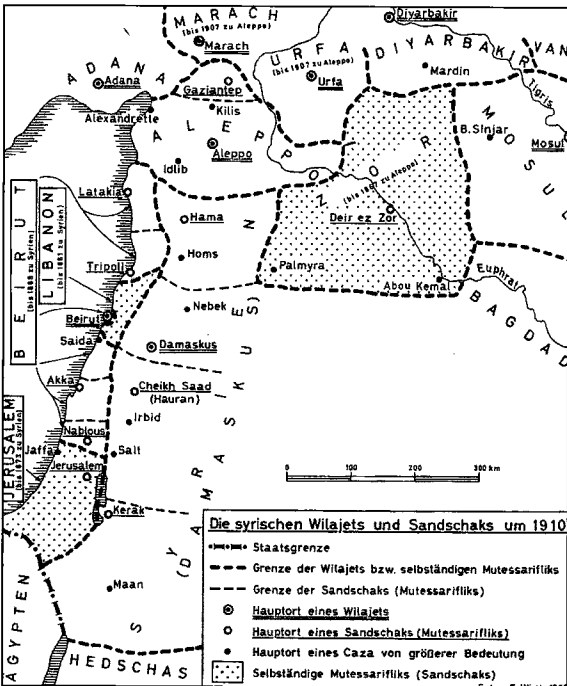 MARACH
(bis 1907 zu Aleppo)
Marach
Diyarbakir
URFA
(bis 1907 zu Aleppo)
DIYARBAKIR
VAN
ADANA
Adana
Gaziantep
Urfa
Mardin
Tigris
Alexandrette
Kilis
ALEPPO
Aleppo
Idlib
ZOR
(bis 1987 zu Aleppo)
B.Sinjar
MOSUL
Mosul
BEIRUT
(bis 1888 zu Syrien)
LIBANON
(bis 1861 zu Syrien)
Latakia
Hama
Deir ez Zor
Homs
Tripoli
Palmyra
Abou Kemal
Euphrat
BAGDAD
Beirut
Nebek
Saida
Damaskus
SYRIEN
(DAMASKUS)
Akka
Cheikh Saad
(Hauran)
Irbid
Nablous
JERUSALEM
(bis 1873 zu Syrien)
Jaffa
Jerusalem
Salt
Kerak
Maan
ÄGYPTEN
HEDSCHAS
0 100 200 300 km
Die syrischen Wilajets und Sandschaks um 1910
Staatsgrenze
Grenze der Wilajets bzw. selbständigen Mutessarifliks
Grenze der Sandschaks (Mutessarifliks)
Hauptort eines Wilajets
Hauptort eines Sandschaks (Mutessarifliks)
Hauptort eines Caza von größerer Bedeutung
Selbständige Mutessarifliks (Sandschaks)